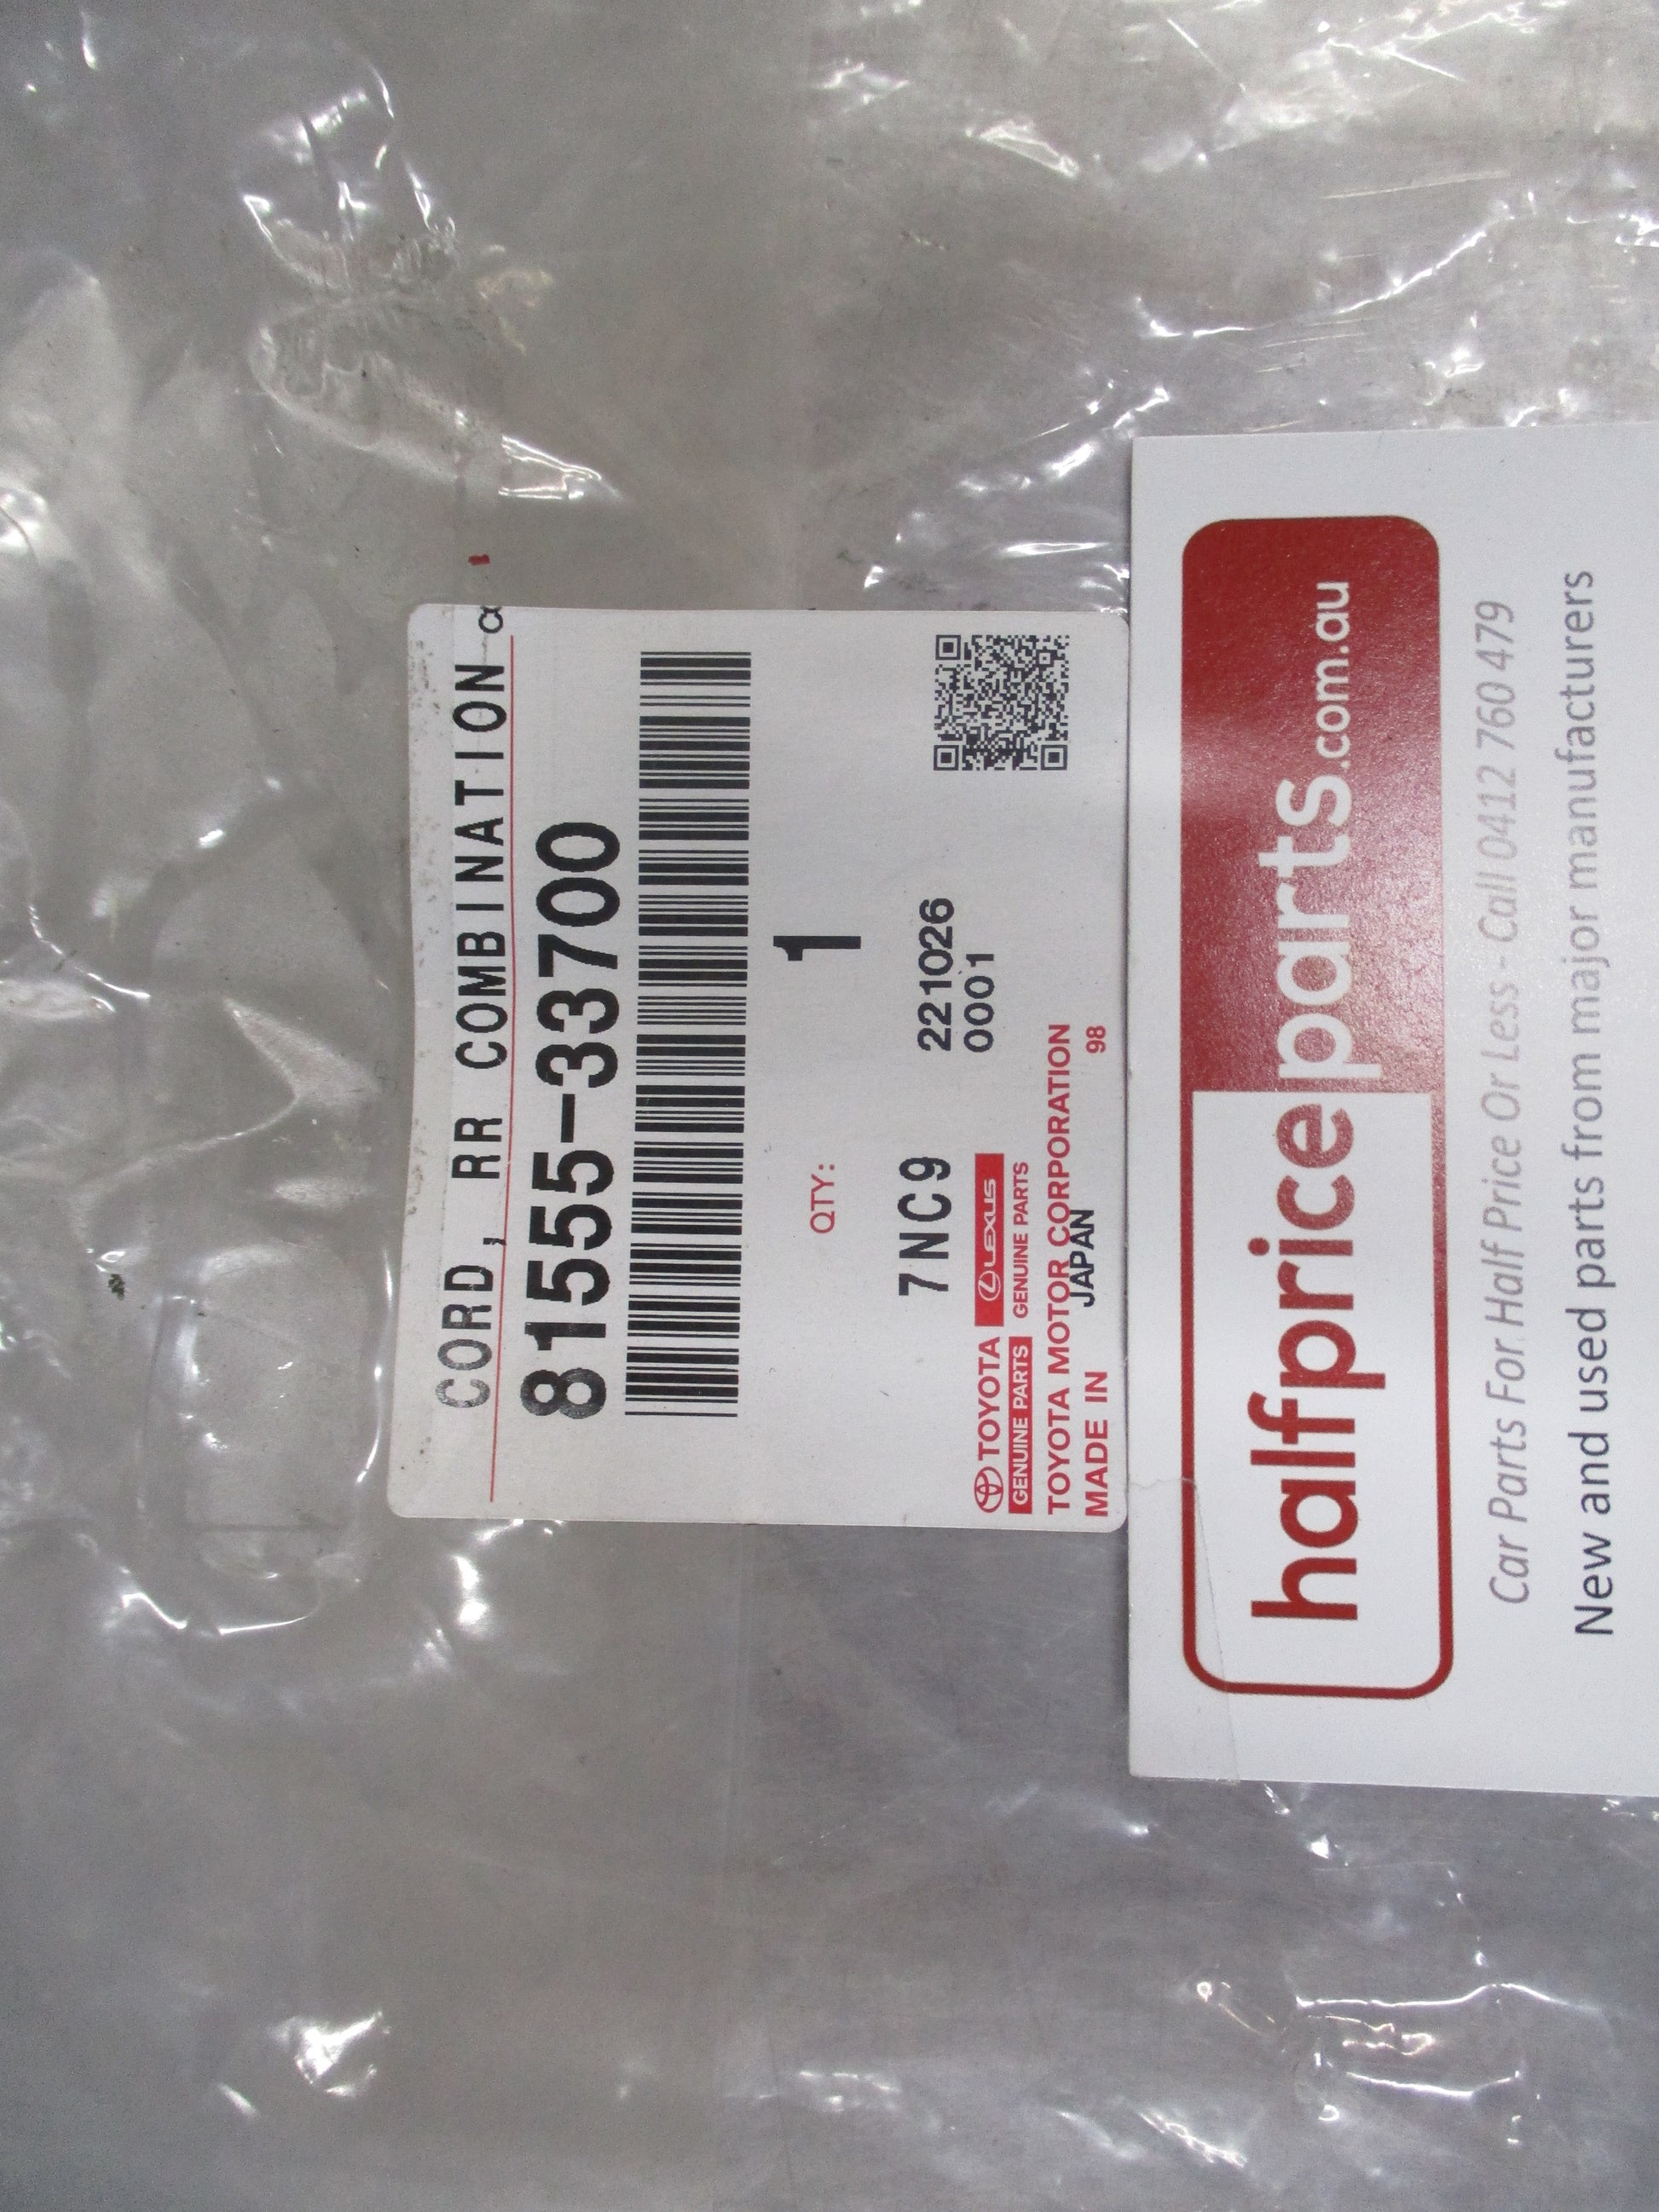 CORD, RR COMBINATION
81555-33700
QTY:
1
7NC9
221026
0001
TOYOTA
GENUINE PARTS
LEXUS
GENUINE PARTS
TOYOTA MOTOR CORPORATION
MADE IN JAPAN 98
halfpriceparts.com.au
Car Parts For Half Price Or Less - Call 0412 760 479
New and used parts from major manufacturers